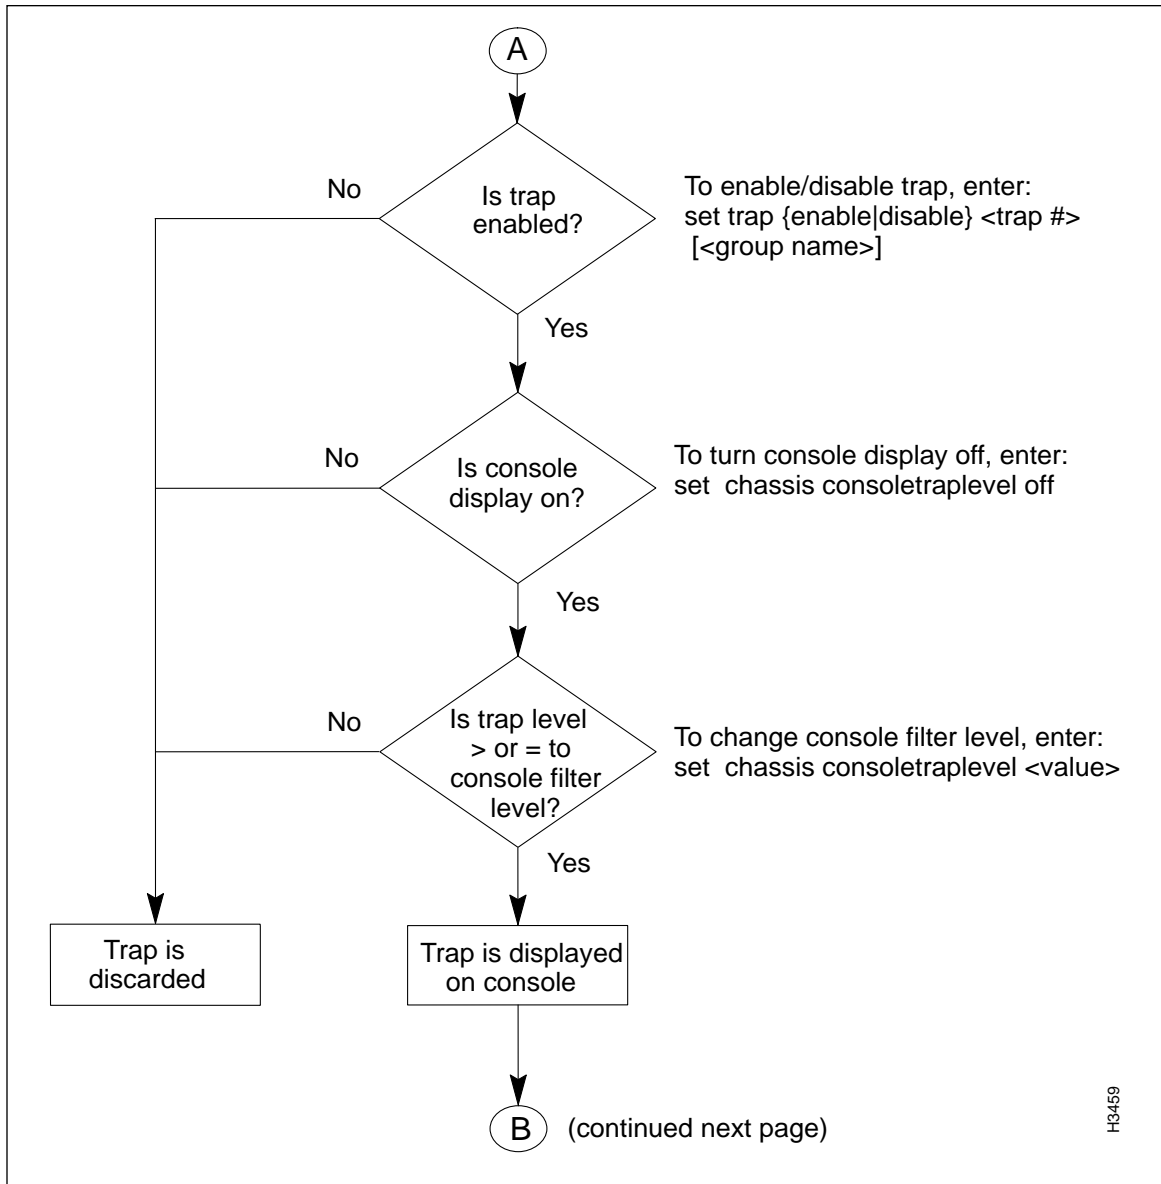 A
No
Is trap
enabled?
To enable/disable trap, enter:
set trap {enable|disable} <trap #>
[<group name>]
Yes
No
Is console
display on?
To turn console display off, enter:
set chassis consoletraplevel off
Yes
No
Is trap level
> or = to
console filter
level?
To change console filter level, enter:
set chassis consoletraplevel <value>
Yes
Trap is
discarded
Trap is displayed
on console
B
(continued next page)
H3459